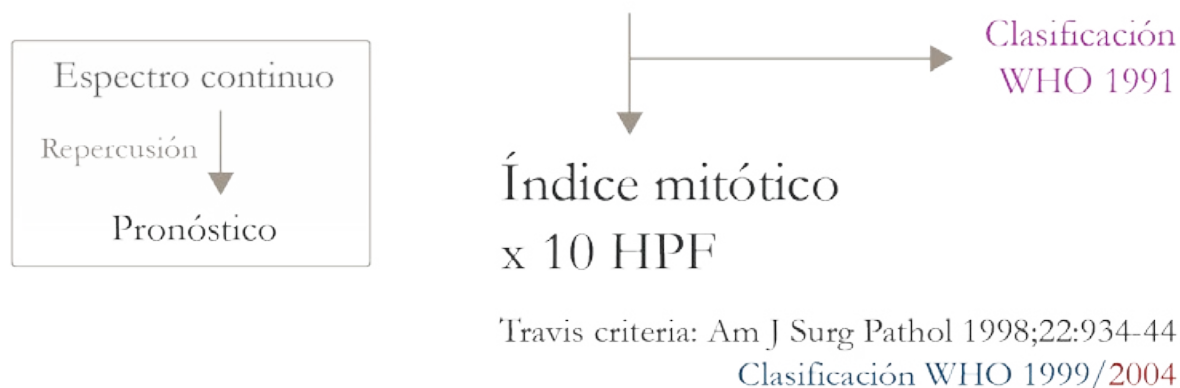 Espectro continuo
Repercusión
Pronóstico
Clasificación
WHO 1991
Índice mitótico
x 10 HPF
Travis criteria: Am J Surg Pathol 1998;22:934-44
Clasificación WHO 1999/2004